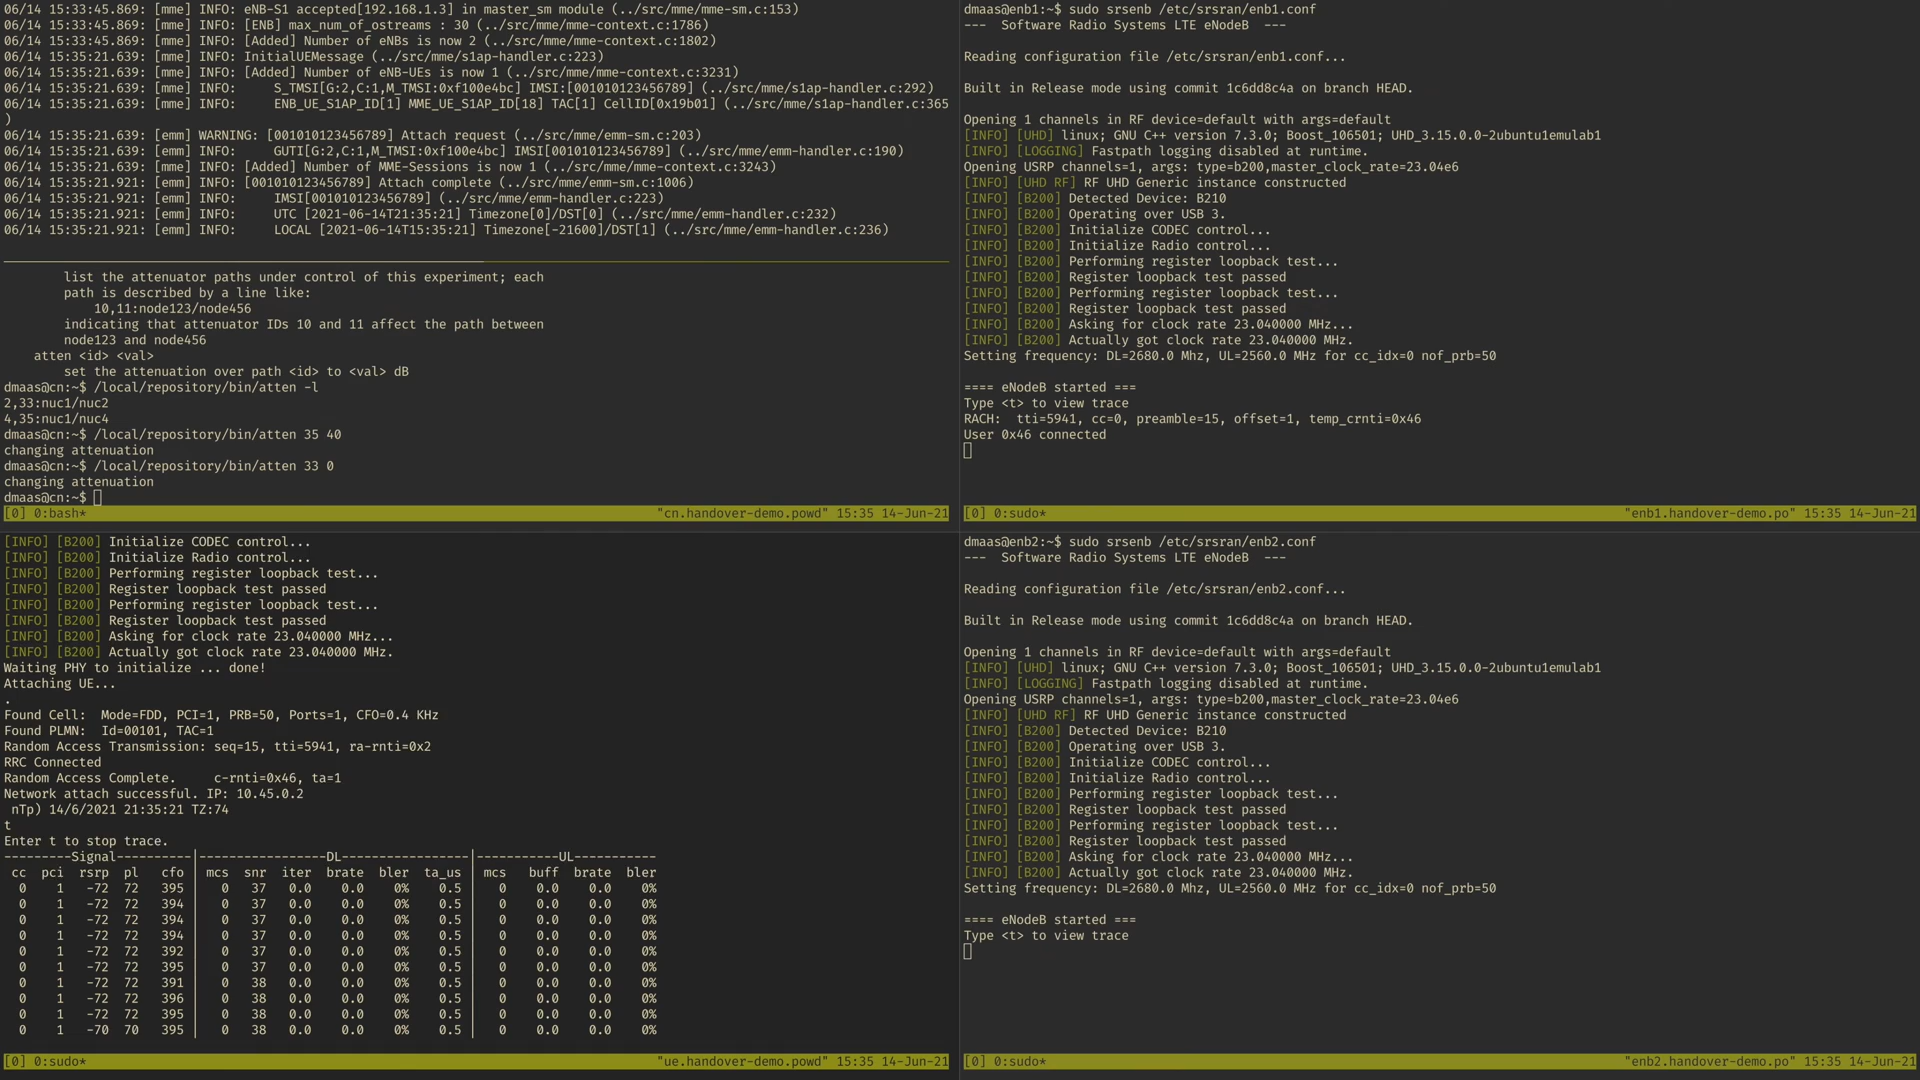 06/14 15:33:45.869: [mme] INFO: eNB-S1 accepted[192.168.1.3] in master_sm module (../src/mme/mme-sm.c:153)
06/14 15:33:45.869: [mme] INFO: [ENB] max_num_of_ostreams : 30 (../src/mme/mme-context.c:1786)
06/14 15:33:45.869: [mme] INFO: [Added] Number of eNBs is now 2 (../src/mme/mme-context.c:1802)
06/14 15:35:21.639: [mme] INFO: InitialUEMessage (../src/mme/s1ap-handler.c:223)
06/14 15:35:21.639: [mme] INFO: [Added] Number of eNB-UEs is now 1 (../src/mme/mme-context.c:3231)
06/14 15:35:21.639: [mme] INFO:     S_TMSI[G:2,C:1,M_TMSI:0xf100e4bc] IMSI:[001010123456789] (../src/mme/s1ap-handler.c:292)
06/14 15:35:21.639: [mme] INFO:     ENB_UE_S1AP_ID[1] MME_UE_S1AP_ID[18] TAC[1] CellID[0x19b01] (../src/mme/s1ap-handler.c:365
)
06/14 15:35:21.639: [emm] WARNING: [001010123456789] Attach request (../src/mme/emm-sm.c:203)
06/14 15:35:21.639: [emm] INFO:     GUTI[G:2,C:1,M_TMSI:0xf100e4bc] IMSI[001010123456789] (../src/mme/emm-handler.c:190)
06/14 15:35:21.639: [mme] INFO: [Added] Number of MME-Sessions is now 1 (../src/mme/mme-context.c:3243)
06/14 15:35:21.921: [emm] INFO: [001010123456789] Attach complete (../src/mme/emm-sm.c:1006)
06/14 15:35:21.921: [emm] INFO:     IMSI[001010123456789] (../src/mme/emm-handler.c:223)
06/14 15:35:21.921: [emm] INFO:     UTC [2021-06-14T21:35:21] Timezone[0]/DST[0] (../src/mme/emm-handler.c:232)
06/14 15:35:21.921: [emm] INFO:     LOCAL [2021-06-14T15:35:21] Timezone[-21600]/DST[1] (../src/mme/emm-handler.c:236)
list the attenuator paths under control of this experiment; each
path is described by a line like:
10,11:node123/node456
indicating that attenuator IDs 10 and 11 affect the path between
node123 and node456
atten <id> <val>
set the attenuation over path <id> to <val> dB
dmaas@cn:~$ /local/repository/bin/atten -l
2,33:nuc1/nuc2
4,35:nuc1/nuc4
dmaas@cn:~$ /local/repository/bin/atten 35 40
changing attenuation
dmaas@cn:~$ /local/repository/bin/atten 33 0
changing attenuation
dmaas@cn:~$
[0] 0:bash* "cn.handover-demo.powd" 15:35 14-Jun-21
dmaas@enb1:~$ sudo srsenb /etc/srsran/enb1.conf
---  Software Radio Systems LTE eNodeB  ---
Reading configuration file /etc/srsran/enb1.conf...
Built in Release mode using commit 1c6dd8c4a on branch HEAD.
Opening 1 channels in RF device=default with args=default
[INFO] [UHD] linux; GNU C++ version 7.3.0; Boost_106501; UHD_3.15.0.0-2ubuntu1emulab1
[INFO] [LOGGING] Fastpath logging disabled at runtime.
Opening USRP channels=1, args: type=b200,master_clock_rate=23.04e6
[INFO] [UHD RF] RF UHD Generic instance constructed
[INFO] [B200] Detected Device: B210
[INFO] [B200] Operating over USB 3.
[INFO] [B200] Initialize CODEC control...
[INFO] [B200] Initialize Radio control...
[INFO] [B200] Performing register loopback test...
[INFO] [B200] Register loopback test passed
[INFO] [B200] Performing register loopback test...
[INFO] [B200] Register loopback test passed
[INFO] [B200] Asking for clock rate 23.040000 MHz...
[INFO] [B200] Actually got clock rate 23.040000 MHz.
Setting frequency: DL=2680.0 Mhz, UL=2560.0 MHz for cc_idx=0 nof_prb=50
==== eNodeB started ===
Type <t> to view trace
RACH:  tti=5941, cc=0, preamble=15, offset=1, temp_crnti=0x46
User 0x46 connected
[0] 0:sudo* "enb1.handover-demo.po" 15:35 14-Jun-21
[INFO] [B200] Initialize CODEC control...
[INFO] [B200] Initialize Radio control...
[INFO] [B200] Performing register loopback test...
[INFO] [B200] Register loopback test passed
[INFO] [B200] Performing register loopback test...
[INFO] [B200] Register loopback test passed
[INFO] [B200] Asking for clock rate 23.040000 MHz...
[INFO] [B200] Actually got clock rate 23.040000 MHz.
Waiting PHY to initialize ... done!
Attaching UE...
.
Found Cell:  Mode=FDD, PCI=1, PRB=50, Ports=1, CFO=0.4 KHz
Found PLMN:  Id=00101, TAC=1
Random Access Transmission: seq=15, tti=5941, ra-rnti=0x2
RRC Connected
Random Access Complete.     c-rnti=0x46, ta=1
Network attach successful. IP: 10.45.0.2
nTp) 14/6/2021 21:35:21 TZ:74
t
Enter t to stop trace.
---------Signal----------|-----------------DL-----------------|-----------UL-----------
cc pci rsrp pl cfo | mcs snr iter brate bler ta_us | mcs buff brate bler
0 1 -72 72 395 | 0 37 0.0 0.0 0% 0.5 | 0 0.0 0.0 0%
0 1 -72 72 394 | 0 37 0.0 0.0 0% 0.5 | 0 0.0 0.0 0%
0 1 -72 72 394 | 0 37 0.0 0.0 0% 0.5 | 0 0.0 0.0 0%
0 1 -72 72 394 | 0 37 0.0 0.0 0% 0.5 | 0 0.0 0.0 0%
0 1 -72 72 392 | 0 37 0.0 0.0 0% 0.5 | 0 0.0 0.0 0%
0 1 -72 72 395 | 0 37 0.0 0.0 0% 0.5 | 0 0.0 0.0 0%
0 1 -72 72 391 | 0 38 0.0 0.0 0% 0.5 | 0 0.0 0.0 0%
0 1 -72 72 396 | 0 38 0.0 0.0 0% 0.5 | 0 0.0 0.0 0%
0 1 -72 72 395 | 0 38 0.0 0.0 0% 0.5 | 0 0.0 0.0 0%
0 1 -70 70 395 | 0 38 0.0 0.0 0% 0.5 | 0 0.0 0.0 0%
[0] 0:sudo* "ue.handover-demo.powd" 15:35 14-Jun-21
dmaas@enb2:~$ sudo srsenb /etc/srsran/enb2.conf
---  Software Radio Systems LTE eNodeB  ---
Reading configuration file /etc/srsran/enb2.conf...
Built in Release mode using commit 1c6dd8c4a on branch HEAD.
Opening 1 channels in RF device=default with args=default
[INFO] [UHD] linux; GNU C++ version 7.3.0; Boost_106501; UHD_3.15.0.0-2ubuntu1emulab1
[INFO] [LOGGING] Fastpath logging disabled at runtime.
Opening USRP channels=1, args: type=b200,master_clock_rate=23.04e6
[INFO] [UHD RF] RF UHD Generic instance constructed
[INFO] [B200] Detected Device: B210
[INFO] [B200] Operating over USB 3.
[INFO] [B200] Initialize CODEC control...
[INFO] [B200] Initialize Radio control...
[INFO] [B200] Performing register loopback test...
[INFO] [B200] Register loopback test passed
[INFO] [B200] Performing register loopback test...
[INFO] [B200] Register loopback test passed
[INFO] [B200] Asking for clock rate 23.040000 MHz...
[INFO] [B200] Actually got clock rate 23.040000 MHz.
Setting frequency: DL=2680.0 Mhz, UL=2560.0 MHz for cc_idx=0 nof_prb=50
==== eNodeB started ===
Type <t> to view trace
[0] 0:sudo* "enb2.handover-demo.po" 15:35 14-Jun-21